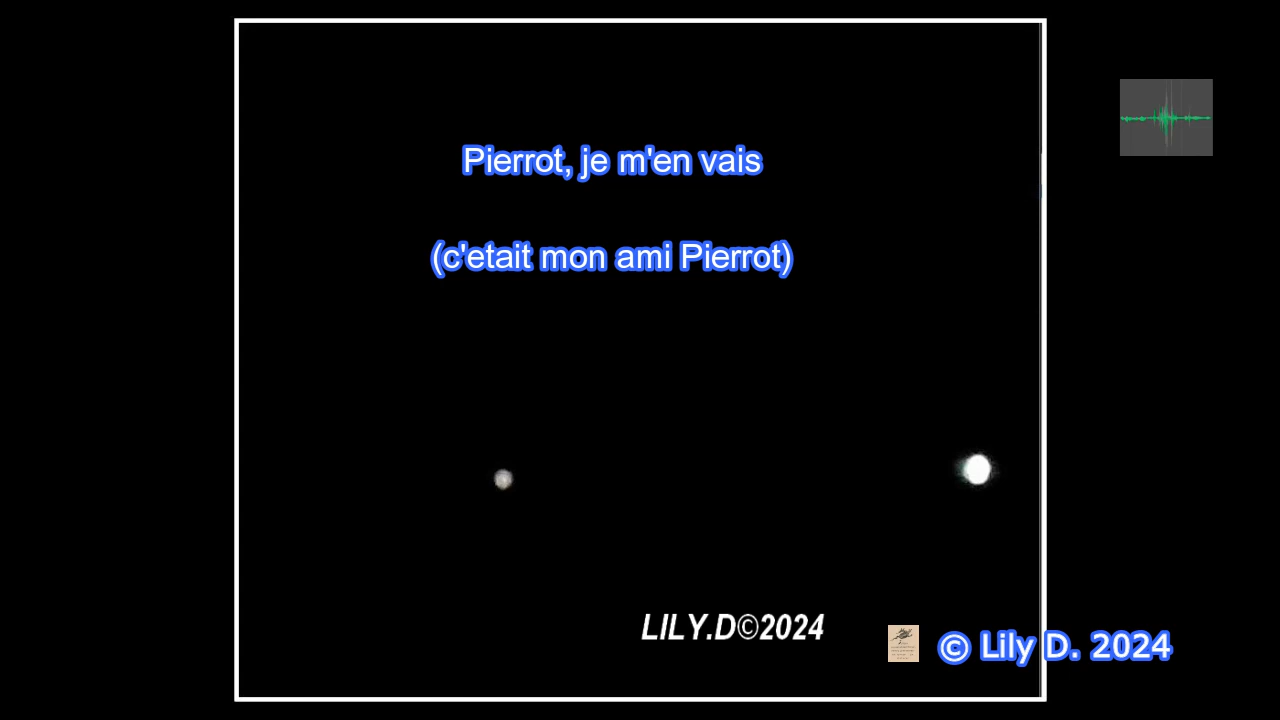 Pierrot, je m'en vais
(c'etait mon ami Pierrot)
LILY.D©2024
© Lily D. 2024